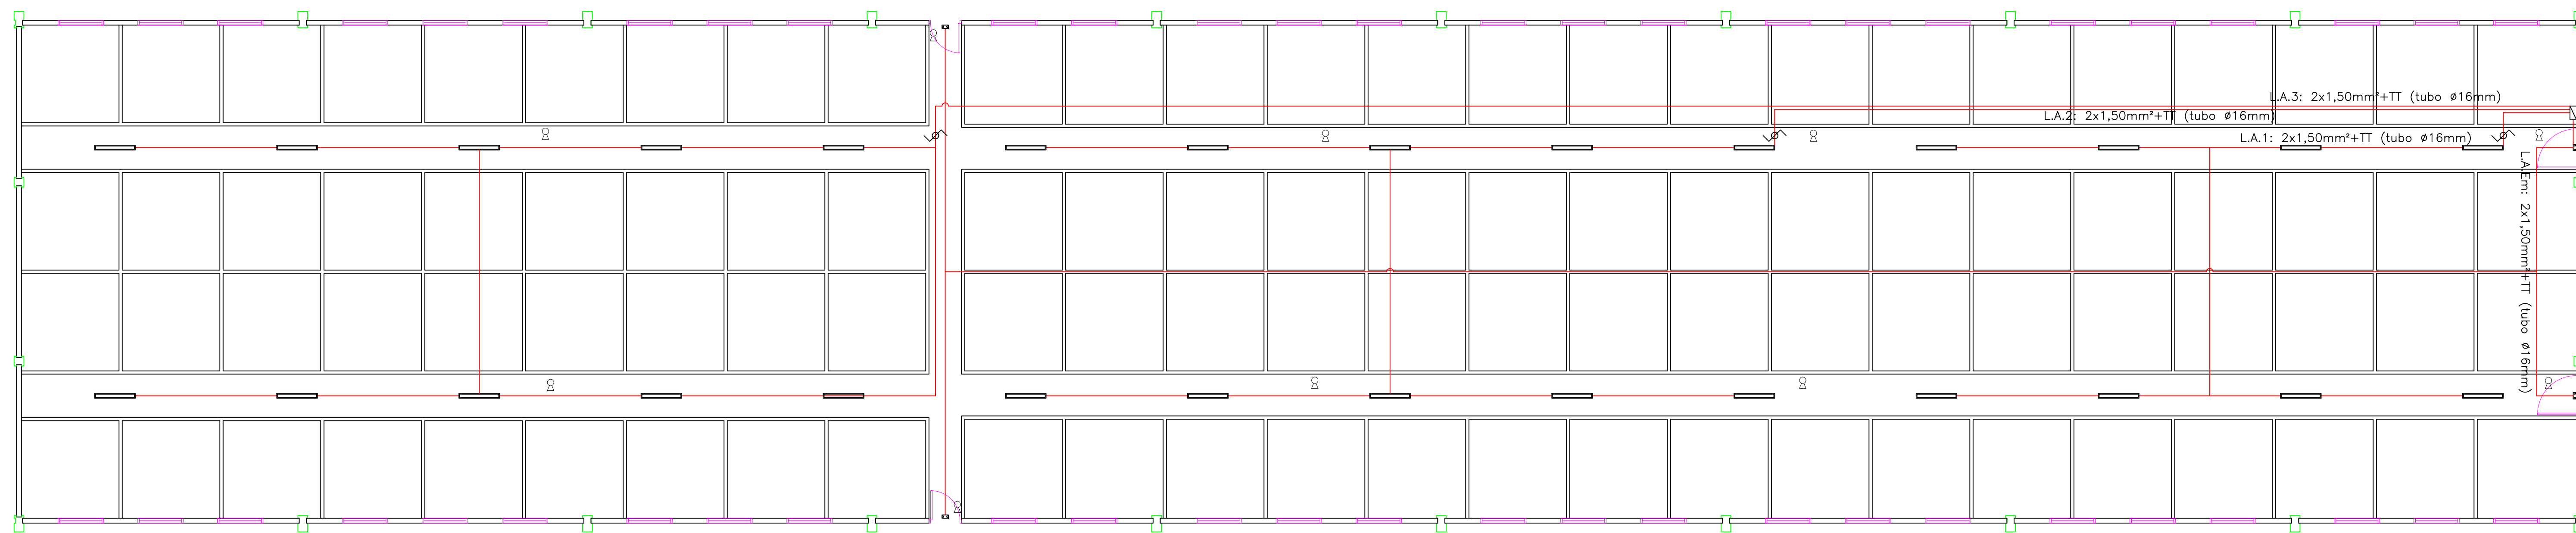 L.A.3: 2x1,50mm²+TT (tubo ø16mm)
L.A.2: 2x1,50mm²+TT (tubo ø16mm)
L.A.1: 2x1,50mm²+TT (tubo ø16mm)
L.A.Em: 2x1,50mm²+TT (tubo ø16mm)